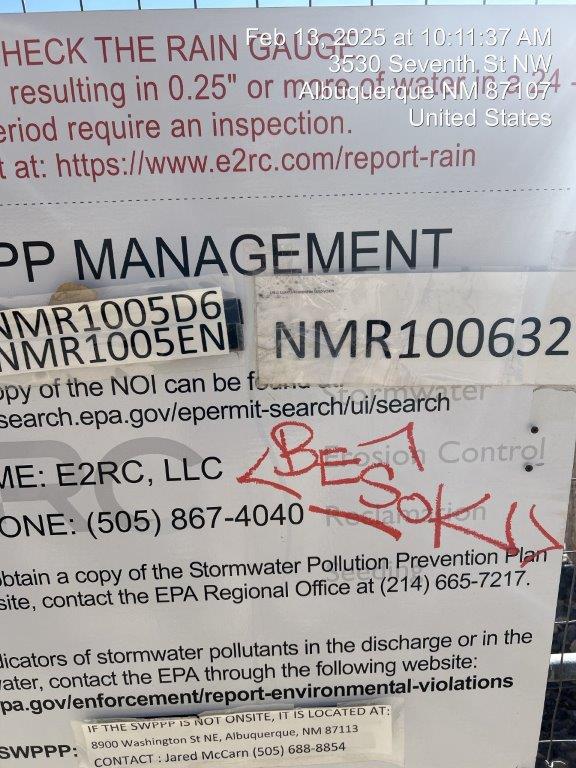 Feb 13, 2025 at 10:11:37 AM
3530 Seventh St NW
Albuquerque NM 87107
United States
HECK THE RAIN GAUGE
resulting in 0.25" or more of water in a 24 -
eriod require an inspection.
t at: https://www.e2rc.com/report-rain
PP MANAGEMENT
NMR1005D6
NMR1005EN
NMR100632
opy of the NOI can be
search.epa.gov/epermit-search/ui/search
Stormwater
Erosion Control
Reclamation
Seeding
ME: E2RC, LLC
ONE: (505) 867-4040
obtain a copy of the Stormwater Pollution Prevention Plan
site, contact the EPA Regional Office at (214) 665-7217.
dicators of stormwater pollutants in the discharge or in the
water, contact the EPA through the following website:
pa.gov/enforcement/report-environmental-violations
SWPPP:
IF THE SWPPP IS NOT ONSITE, IT IS LOCATED AT:
8900 Washington St NE, Albuquerque, NM 87113
CONTACT : Jared McCarn (505) 688-8854